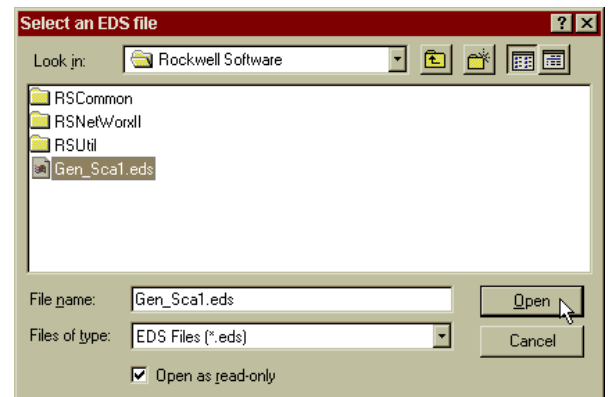 Select an EDS file
Look in: Rockwell Software
RSCommon
RSNetWorxII
RSUtil
Gen_Sca1.eds
File name: Gen_Sca1.eds Open
Files of type: EDS Files (*.eds) Cancel
Open as read-only